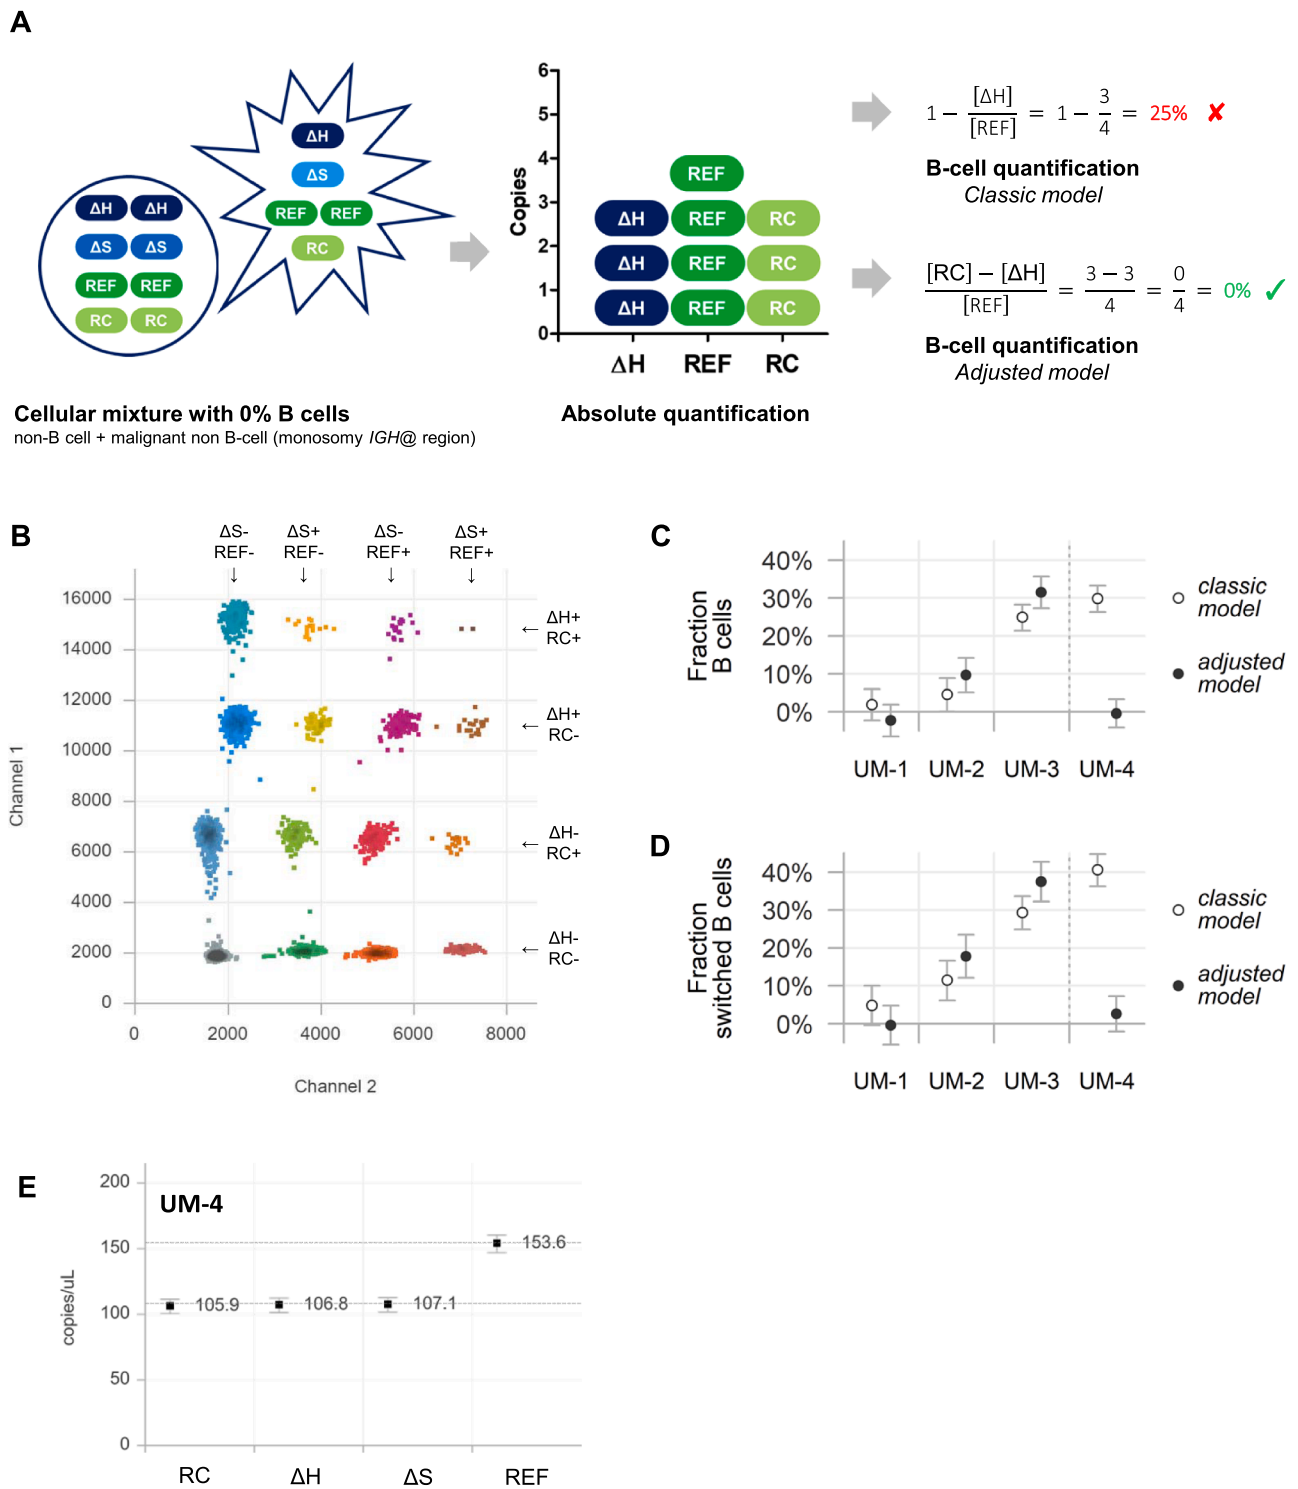 A
ΔH
ΔS
REF REF
RC
ΔH ΔH
ΔS ΔS
REF REF
RC RC
Cellular mixture with 0% B cells
non-B cell + malignant non B-cell (monosomy IGH@ region)
Copies
6
5
4
3
2
1
0
REF
ΔH REF RC
ΔH REF RC
ΔH REF RC
ΔH REF RC
Absolute quantification
1 − [ΔH] / [REF] = 1 − 3 / 4 = 25% ✘
B-cell quantification
Classic model
[RC] − [ΔH] / [REF] = 3 − 3 / 4 = 0 / 4 = 0% ✓
B-cell quantification
Adjusted model
B
ΔS- ΔS+ ΔS- ΔS+
REF- REF- REF+ REF+
↓ ↓ ↓ ↓
Channel 1
16000
14000
12000
10000
8000
6000
4000
2000
0
0 2000 4000 6000 8000
Channel 2
ΔH+
← RC+
ΔH+
← RC-
ΔH-
← RC+
ΔH-
← RC-
C
Fraction
B cells
40%
30%
20%
10%
0%
UM-1 UM-2 UM-3 UM-4
classic
model
adjusted
model
D
Fraction
switched B cells
40%
30%
20%
10%
0%
UM-1 UM-2 UM-3 UM-4
classic
model
adjusted
model
E
UM-4
copies/uL
200
150
100
50
0
105.9 106.8 107.1 153.6
RC ΔH ΔS REF